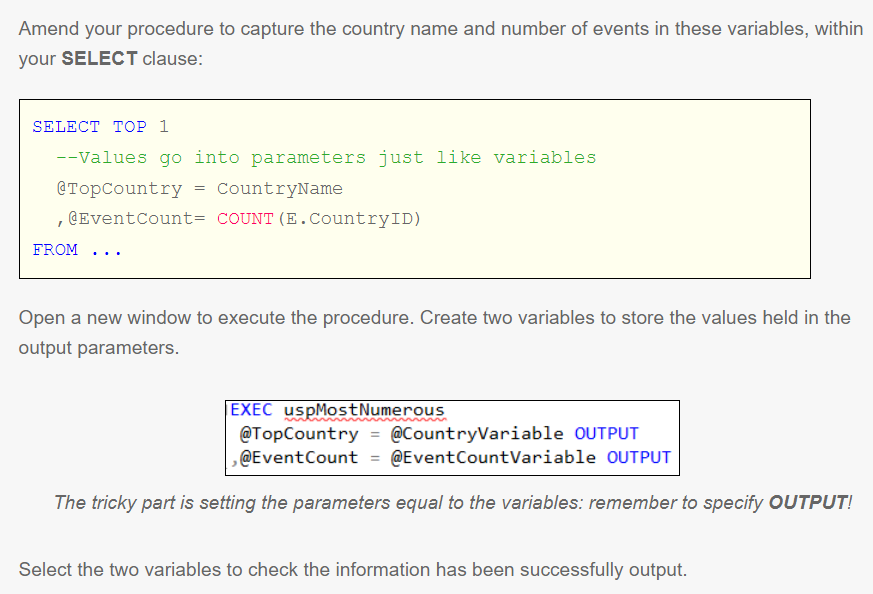 Amend your procedure to capture the country name and number of events in these variables, within
your SELECT clause:
SELECT TOP 1
--Values go into parameters just like variables
@TopCountry = CountryName
,@EventCount= COUNT(E.CountryID)
FROM ...
Open a new window to execute the procedure. Create two variables to store the values held in the
output parameters.
EXEC uspMostNumerous
@TopCountry = @CountryVariable OUTPUT
,@EventCount = @EventCountVariable OUTPUT
The tricky part is setting the parameters equal to the variables: remember to specify OUTPUT!
Select the two variables to check the information has been successfully output.